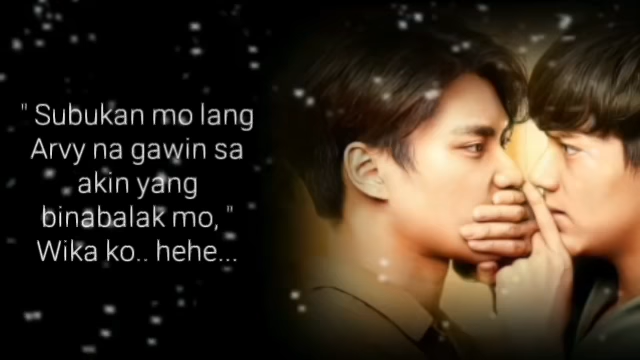 " Subukan mo lang
Arvy na gawin sa
akin yang
binabalak mo, "
Wika ko.. hehe...